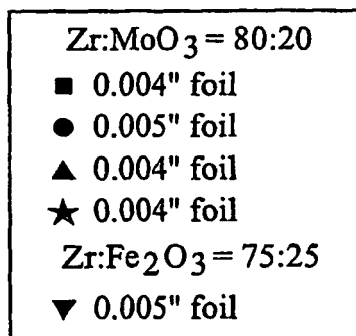 Zr:MoO₃ = 80:20
■ 0.004" foil
● 0.005" foil
▲ 0.004" foil
★ 0.004" foil
Zr:Fe₂O₃ = 75:25
▼ 0.005" foil